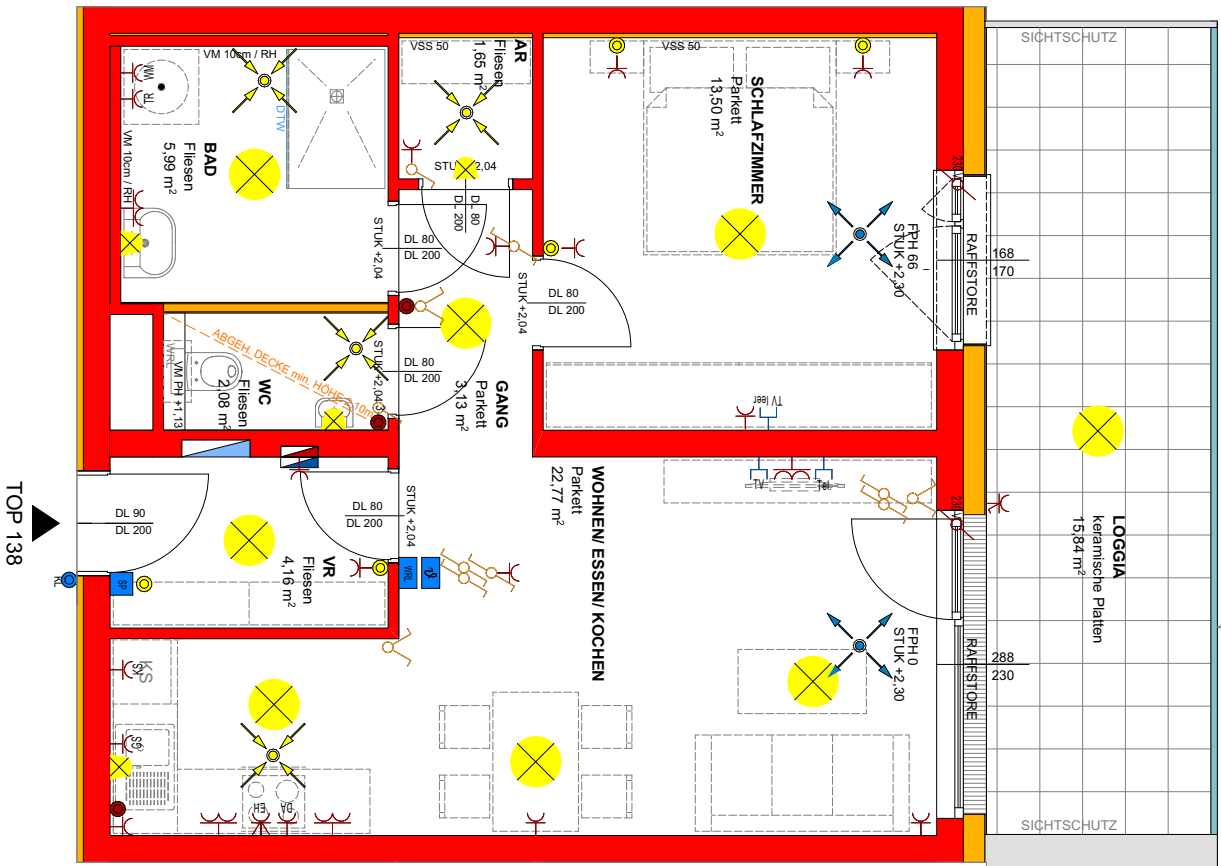 SICHTSCHUTZ
AR
Fliesen
1,65 m²
VSS 50
VSS 50
VM 10cm / RH
WM
TR
DTW
SCHLAFZIMMER
Parkett
13,50 m²
VM 10cm / RH
BAD
Fliesen
5,99 m²
STUK +2,04
DL 80
DL 200
STUK +2,04
DL 80
DL 200
STUK +2,04
DL 80
DL 200
FPH 66
STUK +2,30
RAFFSTORE
168
170
ABGEH. DECKE min. HÖHE 2,10m
STUK +2,04
DL 80
DL 200
WC
Fliesen
2,08 m²
VM PH +1,13
WRL
GANG
Parkett
3,13 m²
TV leer
LOGGIA
keramische Platten
15,84 m²
TOP 138
DL 90
DL 200
STUK +2,04
DL 80
DL 200
VR
Fliesen
4,16 m²
WOHNEN/ ESSEN/ KOCHEN
Parkett
22,77 m²
SP
WRL
KS
GS
EH
DA
FPH 0
STUK +2,30
RAFFSTORE
288
230
SICHTSCHUTZ